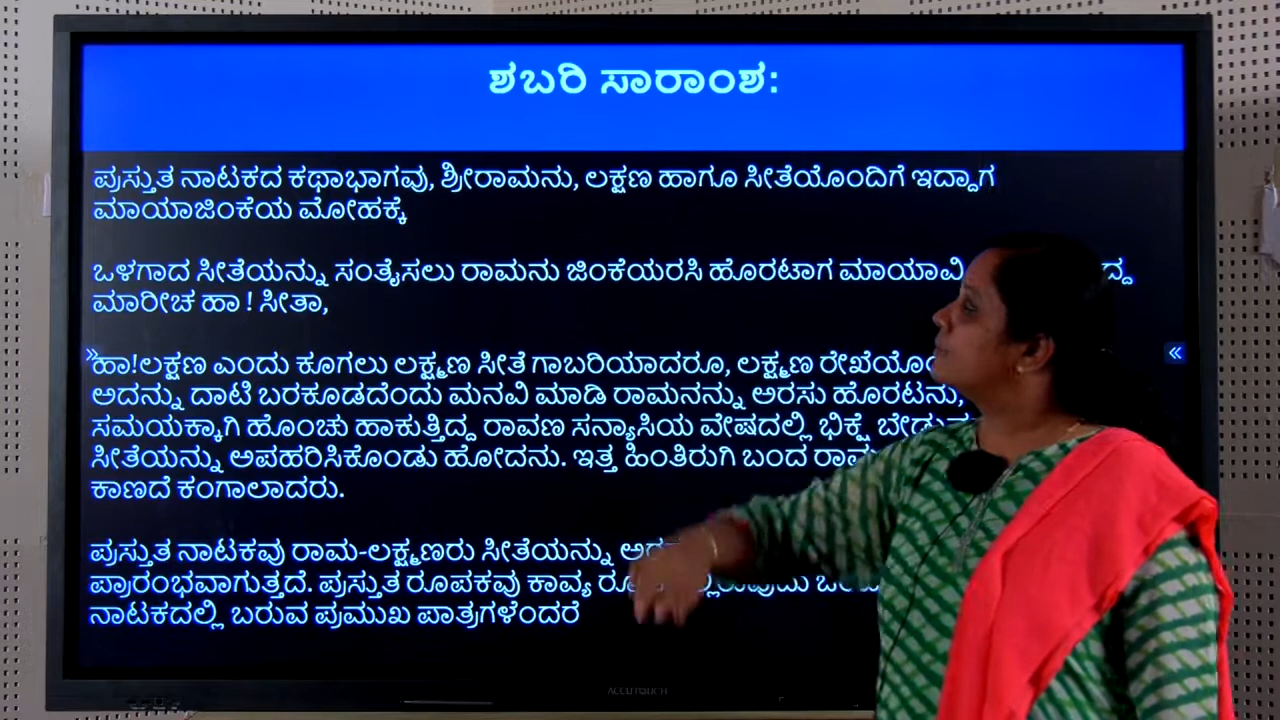 ಶಬರಿ ಸಾರಾಂಶ:
ಪ್ರಸ್ತುತ ನಾಟಕದ ಕಥಾಭಾಗವು, ಶ್ರೀರಾಮನು, ಲಕ್ಷಣ ಹಾಗೂ ಸೀತೆಯೊಂದಿಗೆ ಇದ್ದಾಗ
ಮಾಯಾಜಿಂಕೆಯ ಮೋಹಕ್ಕೆ
ಒಳಗಾದ ಸೀತೆಯನ್ನು ಸಂತೈಸಲು ರಾಮನು ಜಿಂಕೆಯರಸಿ ಹೊರಟಾಗ
ಮಾರೀಚ ಹಾ ! ಸೀತಾ,
ಹಾ!ಲಕ್ಷಣ ಎಂದು ಕೂಗಲು ಲಕ್ಷ್ಮಣ ಸೀತೆ ಗಾಬರಿಯಾದರೂ, ಲಕ್ಷ್ಮಣ
ಅದನ್ನು ದಾಟಿ ಬರಕೂಡದೆಂದು ಮನವಿ ಮಾಡಿ ರಾಮನನ್ನು ಅರಸು ಹೊರಟನು,
ಸಮಯಕ್ಕಾಗಿ ಹೊಂಚು ಹಾಕುತ್ತಿದ್ದ ರಾವಣ ಸನ್ಯಾಸಿಯ ವೇಷದಲ್ಲಿ ಭಿಕ್ಷೆ
ಸೀತೆಯನ್ನು ಅಪಹರಿಸಿಕೊಂಡು ಹೋದನು. ಇತ್ತ ಹಿಂತಿರುಗಿ ಬಂದ
ಕಾಣದೆ ಕಂಗಾಲಾದರು.
ಪ್ರಸ್ತುತ ನಾಟಕವು ರಾಮ-ಲಕ್ಷ್ಮಣರು ಸೀತೆಯನ್ನು
ಪ್ರಾರಂಭವಾಗುತ್ತದೆ. ಪ್ರಸ್ತುತ ರೂಪಕವು ಕಾವ್ಯ
ನಾಟಕದಲ್ಲಿ ಬರುವ ಪ್ರಮುಖ ಪಾತ್ರಗಳೆಂದರೆ